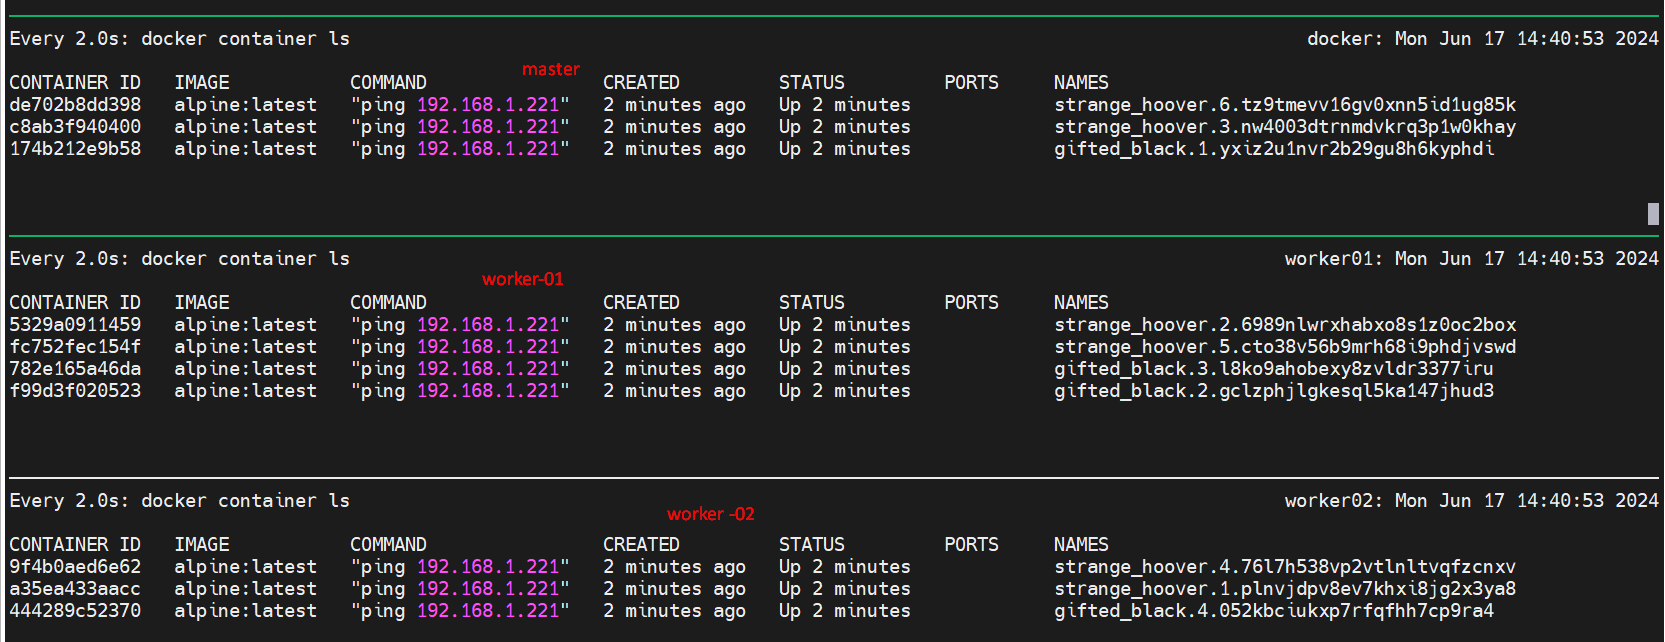 Every 2.0s: docker container ls docker: Mon Jun 17 14:40:53 2024
master
CONTAINER ID IMAGE COMMAND CREATED STATUS PORTS NAMES
de702b8dd398 alpine:latest "ping 192.168.1.221" 2 minutes ago Up 2 minutes strange_hoover.6.tz9tmevv16gv0xnn5id1ug85k
c8ab3f940400 alpine:latest "ping 192.168.1.221" 2 minutes ago Up 2 minutes strange_hoover.3.nw4003dtrnmdvkrq3p1w0khay
174b212e9b58 alpine:latest "ping 192.168.1.221" 2 minutes ago Up 2 minutes gifted_black.1.yxiz2u1nvr2b29gu8h6kyphdi
Every 2.0s: docker container ls worker01: Mon Jun 17 14:40:53 2024
worker-01
CONTAINER ID IMAGE COMMAND CREATED STATUS PORTS NAMES
5329a0911459 alpine:latest "ping 192.168.1.221" 2 minutes ago Up 2 minutes strange_hoover.2.6989nlwrxhabxo8s1z0oc2box
fc752fec154f alpine:latest "ping 192.168.1.221" 2 minutes ago Up 2 minutes strange_hoover.5.cto38v56b9mrh68i9phdjvswd
782e165a46da alpine:latest "ping 192.168.1.221" 2 minutes ago Up 2 minutes gifted_black.3.l8ko9ahobexy8zvldr3377iru
f99d3f020523 alpine:latest "ping 192.168.1.221" 2 minutes ago Up 2 minutes gifted_black.2.gclzphjlgkesql5ka147jhud3
Every 2.0s: docker container ls worker02: Mon Jun 17 14:40:53 2024
worker -02
CONTAINER ID IMAGE COMMAND CREATED STATUS PORTS NAMES
9f4b0aed6e62 alpine:latest "ping 192.168.1.221" 2 minutes ago Up 2 minutes strange_hoover.4.76l7h538vp2vtlnltvqfzcnxv
a35ea433aacc alpine:latest "ping 192.168.1.221" 2 minutes ago Up 2 minutes strange_hoover.1.plnvjdpv8ev7khxi8jg2x3ya8
444289c52370 alpine:latest "ping 192.168.1.221" 2 minutes ago Up 2 minutes gifted_black.4.052kbciukxp7rfqfhh7cp9ra4